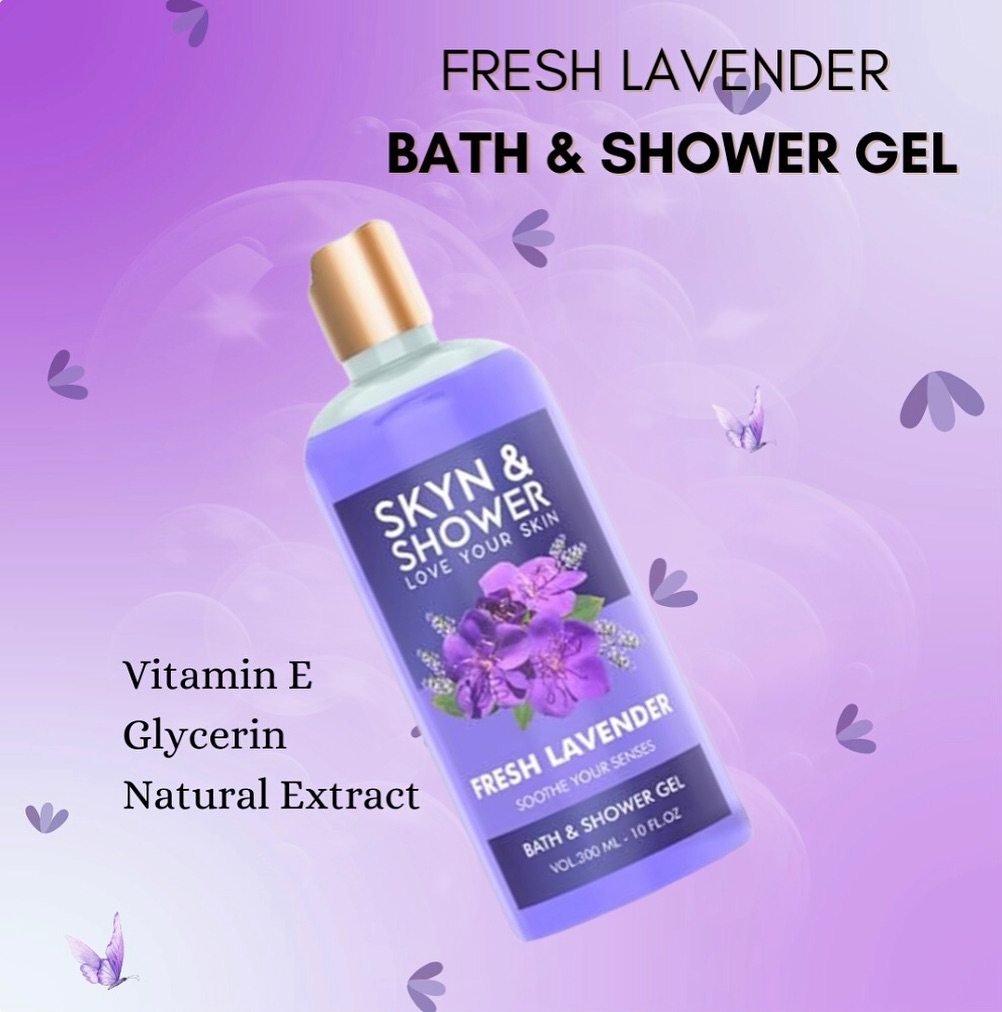 FRESH LAVENDER
BATH & SHOWER GEL
SKYN &
SHOWER
LOVE YOUR SKIN
Vitamin E
Glycerin
Natural Extract
FRESH LAVENDER
SOOTHE YOUR SENSES
BATH & SHOWER GEL
VOL.300 ML - 10 FL.OZ